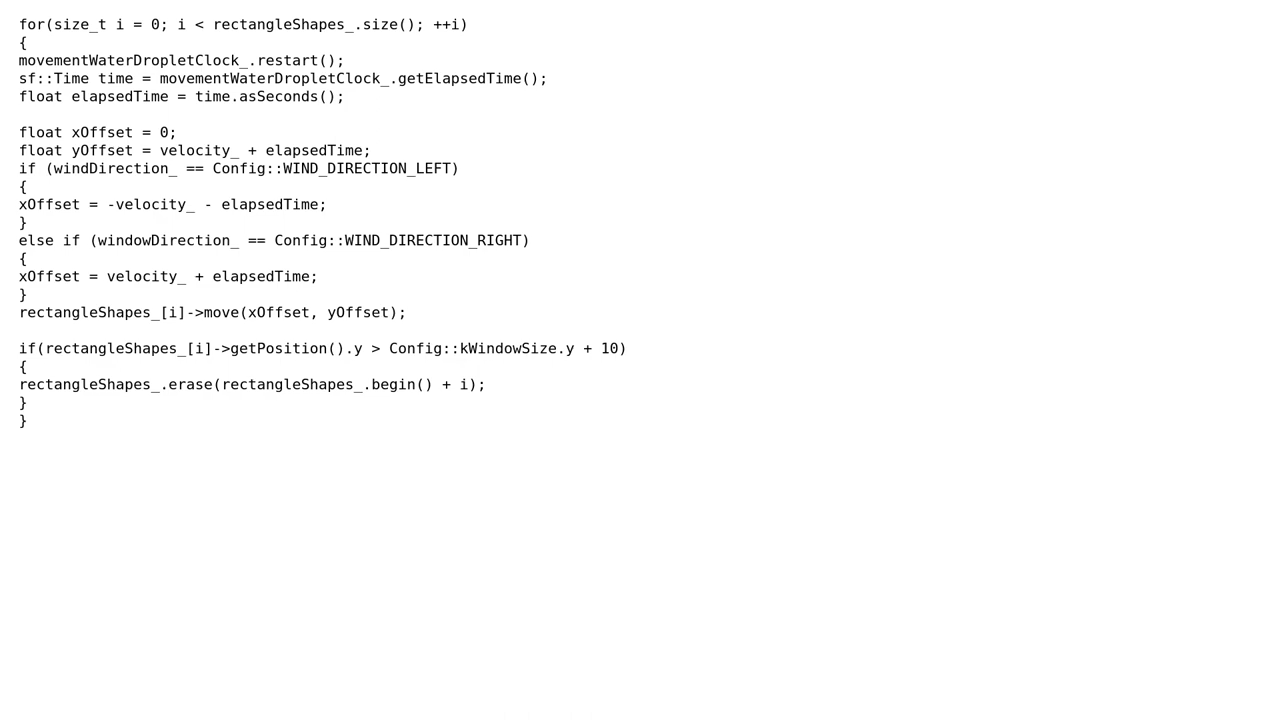 for(size_t i = 0; i < rectangleShapes_.size(); ++i)
{
movementWaterDropletClock_.restart();
sf::Time time = movementWaterDropletClock_.getElapsedTime();
float elapsedTime = time.asSeconds();

float xOffset = 0;
float yOffset = velocity_ + elapsedTime;
if (windDirection_ == Config::WIND_DIRECTION_LEFT)
{
xOffset = -velocity_ - elapsedTime;
}
else if (windowDirection_ == Config::WIND_DIRECTION_RIGHT)
{
xOffset = velocity_ + elapsedTime;
}
rectangleShapes_[i]->move(xOffset, yOffset);

if(rectangleShapes_[i]->getPosition().y > Config::kWindowSize.y + 10)
{
rectangleShapes_.erase(rectangleShapes_.begin() + i);
}
}